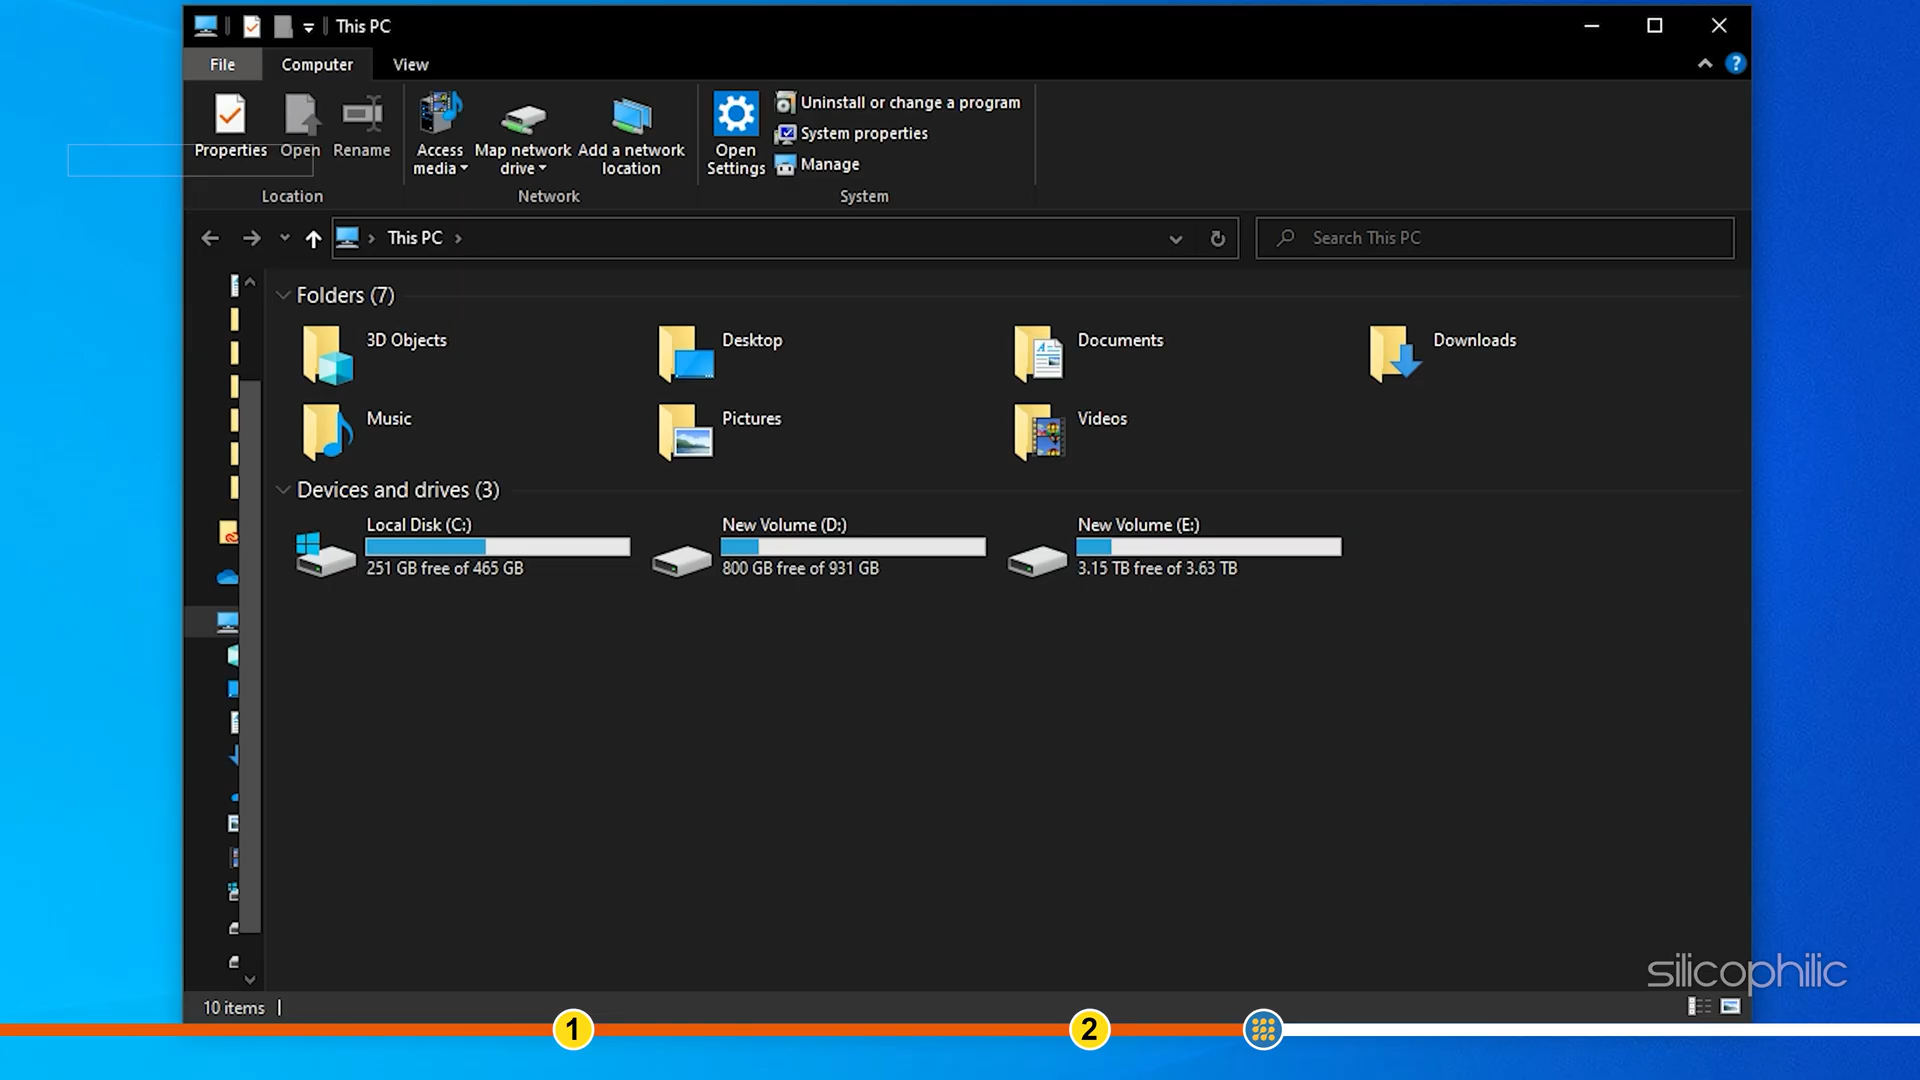 This PC
File
Computer
View
Properties
Open
Rename
Access
media
Map network
drive
Add a network
location
Open
Settings
Uninstall or change a program
System properties
Manage
Location
Network
System
This PC
Search This PC
Folders (7)
3D Objects
Desktop
Documents
Downloads
Music
Pictures
Videos
Devices and drives (3)
Local Disk (C:)
251 GB free of 465 GB
New Volume (D:)
800 GB free of 931 GB
New Volume (E:)
3.15 TB free of 3.63 TB
silicophilic
10 items
1
2